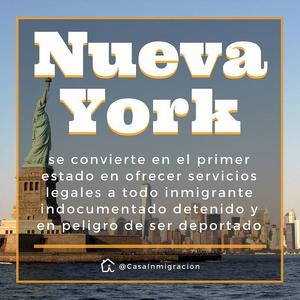 Nueva
York
se convierte en el primer
estado en ofrecer servicios
legales a todo inmigrante
indocumentado detenido y
en peligro de ser deportado
@CasaInmigracion